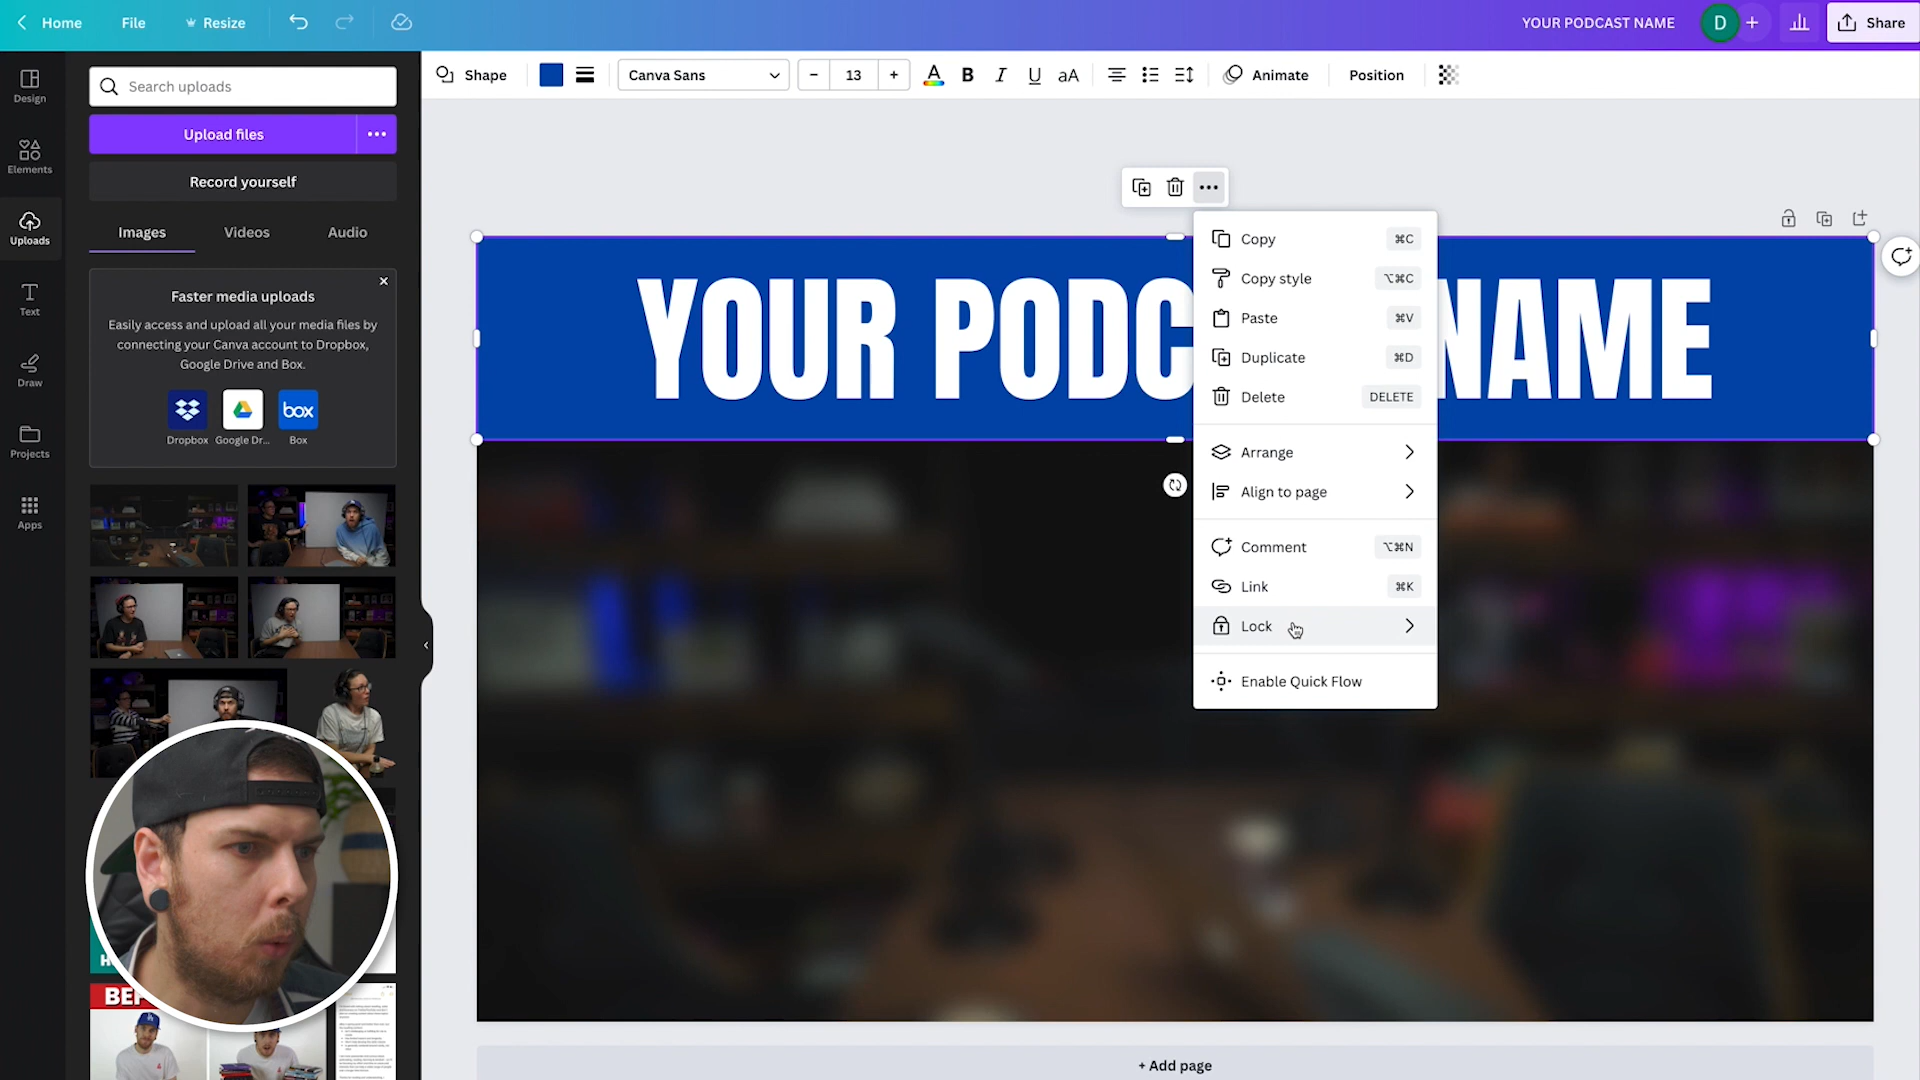 Home
File
Resize
YOUR PODCAST NAME
D
Share
Shape
Canva Sans
13
B
I
U
aA
Animate
Position
Design
Elements
Uploads
Text
Draw
Projects
Apps
Search uploads
Upload files
Record yourself
Images
Videos
Audio
Faster media uploads
Easily access and upload all your media files by
connecting your Canva account to Dropbox,
Google Drive and Box.
box
Dropbox
Google Dr...
Box
BEF
YOUR PODC
NAME
Copy
⌘C
Copy style
⌥⌘C
Paste
⌘V
Duplicate
⌘D
Delete
DELETE
Arrange
Align to page
Comment
⌥⌘N
Link
⌘K
Lock
Enable Quick Flow
+ Add page